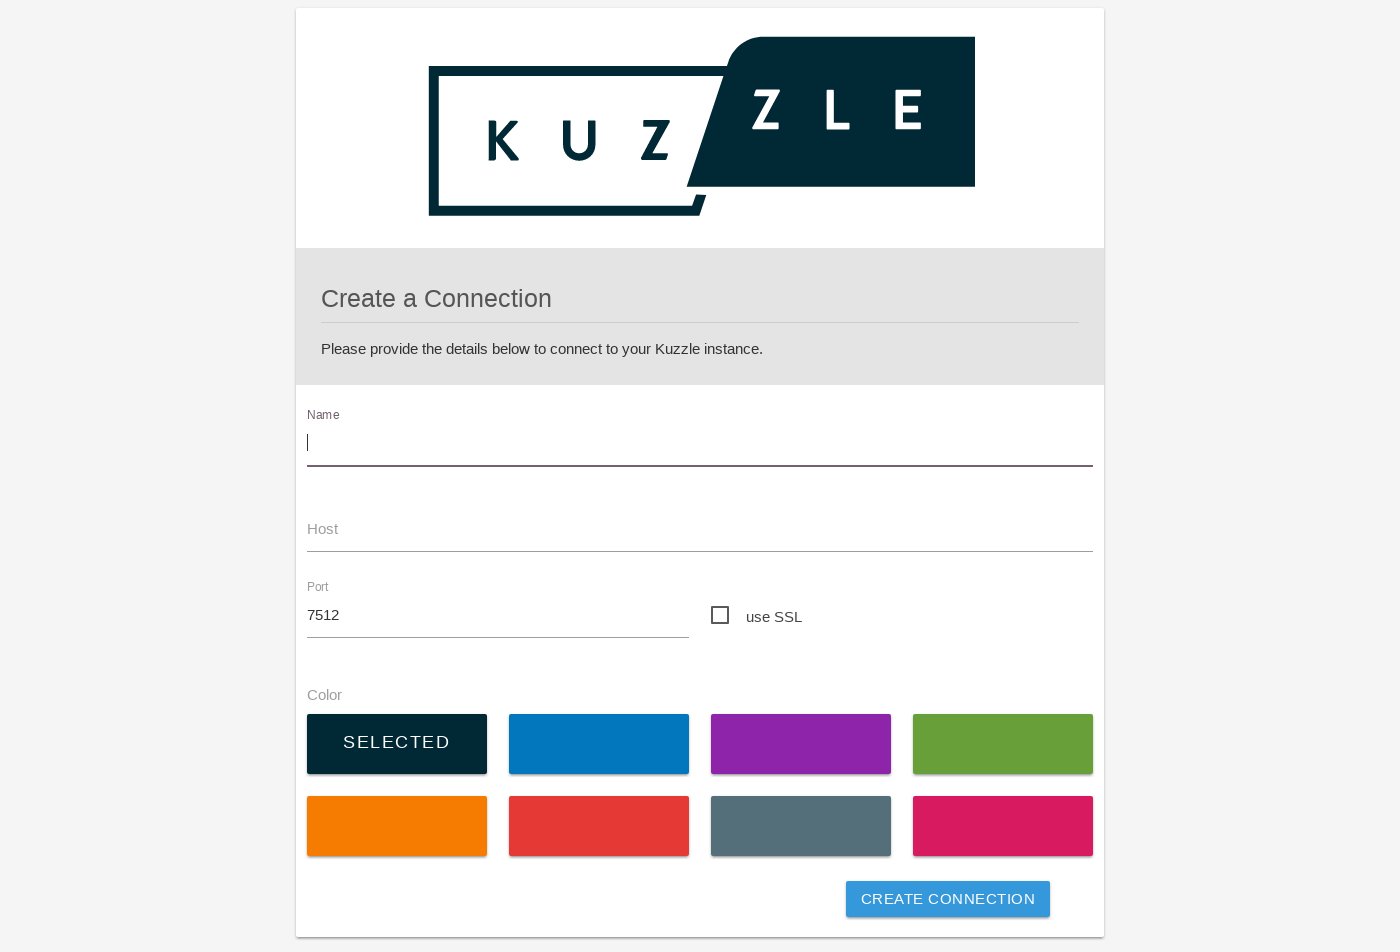 KUZZLE
Create a Connection
Please provide the details below to connect to your Kuzzle instance.
Name
Host
Port
7512
use SSL
Color
SELECTED
CREATE CONNECTION